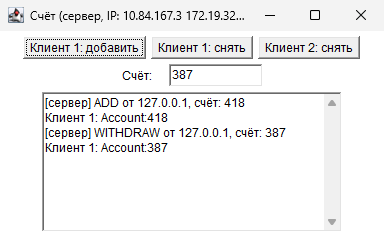 Счёт (сервер, IP: 10.84.167.3 172.19.32...
Клиент 1: добавить Клиент 1: снять Клиент 2: снять
Счёт: 387
[сервер] ADD от 127.0.0.1, счёт: 418
Клиент 1: Account:418
[сервер] WITHDRAW от 127.0.0.1, счёт: 387
Клиент 1: Account:387